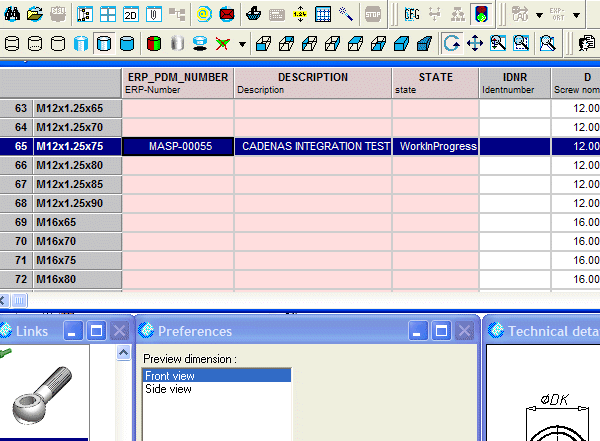 2D
STOP
CFG
CAD
EXP-
ORT
ERP_PDM_NUMBER DESCRIPTION STATE IDNR D
ERP-Number Description state Identnumber Screw nom
63 M12x1.25x65 12.00
64 M12x1.25x70 12.00
65 M12x1.25x75 MASP-00055 CADENAS INTEGRATION TEST WorkInProgress 12.00
66 M12x1.25x80 12.00
67 M12x1.25x85 12.00
68 M12x1.25x90 12.00
69 M16x65 16.00
70 M16x70 16.00
71 M16x75 16.00
72 M16x80 16.00
Links Preferences Technical detai
Preview dimension :
Front view
Side view
ØDK